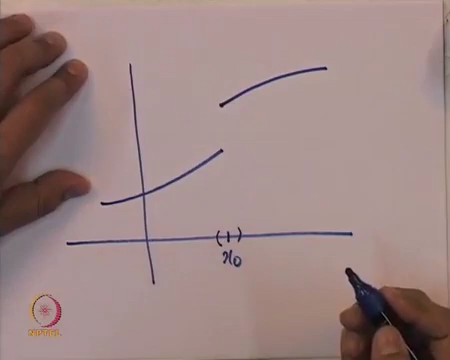 ( ı )
x₀
NPTEL